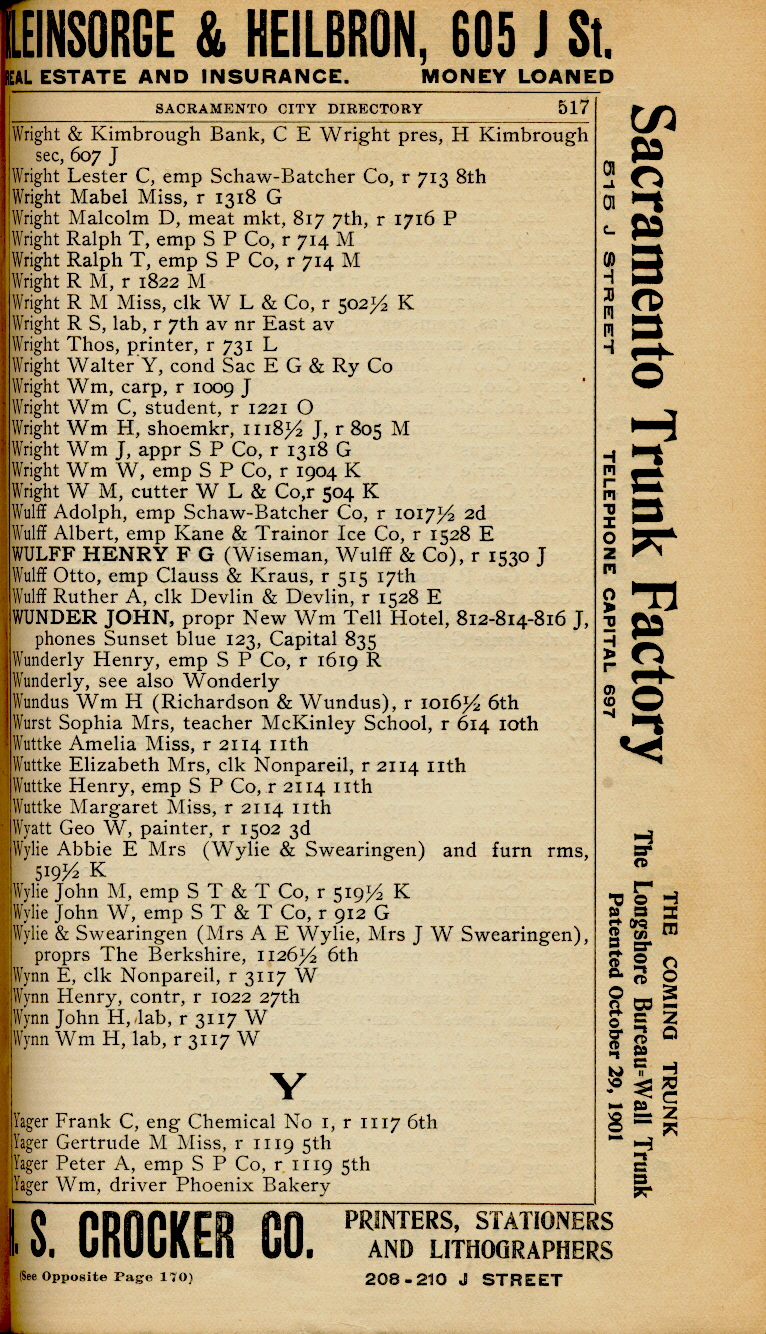 KLEINSORGE & HEILBRON, 605 J St.
REAL ESTATE AND INSURANCE. MONEY LOANED
SACRAMENTO CITY DIRECTORY 517
Wright & Kimbrough Bank, C E Wright pres, H Kimbrough
sec, 607 J
Wright Lester C, emp Schaw-Batcher Co, r 713 8th
Wright Mabel Miss, r 1318 G
Wright Malcolm D, meat mkt, 817 7th, r 1716 P
Wright Ralph T, emp S P Co, r 714 M
Wright Ralph T, emp S P Co, r 714 M
Wright R M, r 1822 M
Wright R M Miss, clk W L & Co, r 502½ K
Wright R S, lab, r 7th av nr East av
Wright Thos, printer, r 731 L
Wright Walter Y, cond Sac E G & Ry Co
Wright Wm, carp, r 1009 J
Wright Wm C, student, r 1221 O
Wright Wm H, shoemkr, 1118½ J, r 805 M
Wright Wm J, appr S P Co, r 1318 G
Wright Wm W, emp S P Co, r 1904 K
Wright W M, cutter W L & Co,r 504 K
Wulff Adolph, emp Schaw-Batcher Co, r 1017½ 2d
Wulff Albert, emp Kane & Trainor Ice Co, r 1528 E
WULFF HENRY F G (Wiseman, Wulff & Co), r 1530 J
Wulff Otto, emp Clauss & Kraus, r 515 17th
Wulff Ruther A, clk Devlin & Devlin, r 1528 E
WUNDER JOHN, propr New Wm Tell Hotel, 812-814-816 J,
phones Sunset blue 123, Capital 835
Wunderly Henry, emp S P Co, r 1619 R
Wunderly, see also Wonderly
Wundus Wm H (Richardson & Wundus), r 1016½ 6th
Wurst Sophia Mrs, teacher McKinley School, r 614 10th
Wuttke Amelia Miss, r 2114 11th
Wuttke Elizabeth Mrs, clk Nonpareil, r 2114 11th
Wuttke Henry, emp S P Co, r 2114 11th
Wuttke Margaret Miss, r 2114 11th
Wyatt Geo W, painter, r 1502 3d
Wylie Abbie E Mrs (Wylie & Swearingen) and furn rms,
519½ K
Wylie John M, emp S T & T Co, r 519½ K
Wylie John W, emp S T & T Co, r 912 G
Wylie & Swearingen (Mrs A E Wylie, Mrs J W Swearingen),
proprs The Berkshire, 1126½ 6th
Wynn E, clk Nonpareil, r 3117 W
Wynn Henry, contr, r 1022 27th
Wynn John H, lab, r 3117 W
Wynn Wm H, lab, r 3117 W
Y
Yager Frank C, eng Chemical No 1, r 1117 6th
Yager Gertrude M Miss, r 1119 5th
Yager Peter A, emp S P Co, r 1119 5th
Yager Wm, driver Phoenix Bakery
H. S. CROCKER CO. PRINTERS, STATIONERS
AND LITHOGRAPHERS
(See Opposite Page 170) 208-210 J STREET
Sacramento Trunk Factory
515 J STREET TELEPHONE CAPITAL 697
THE COMING TRUNK
The Longshore Bureau-Wall Trunk
Patented October 29, 1901